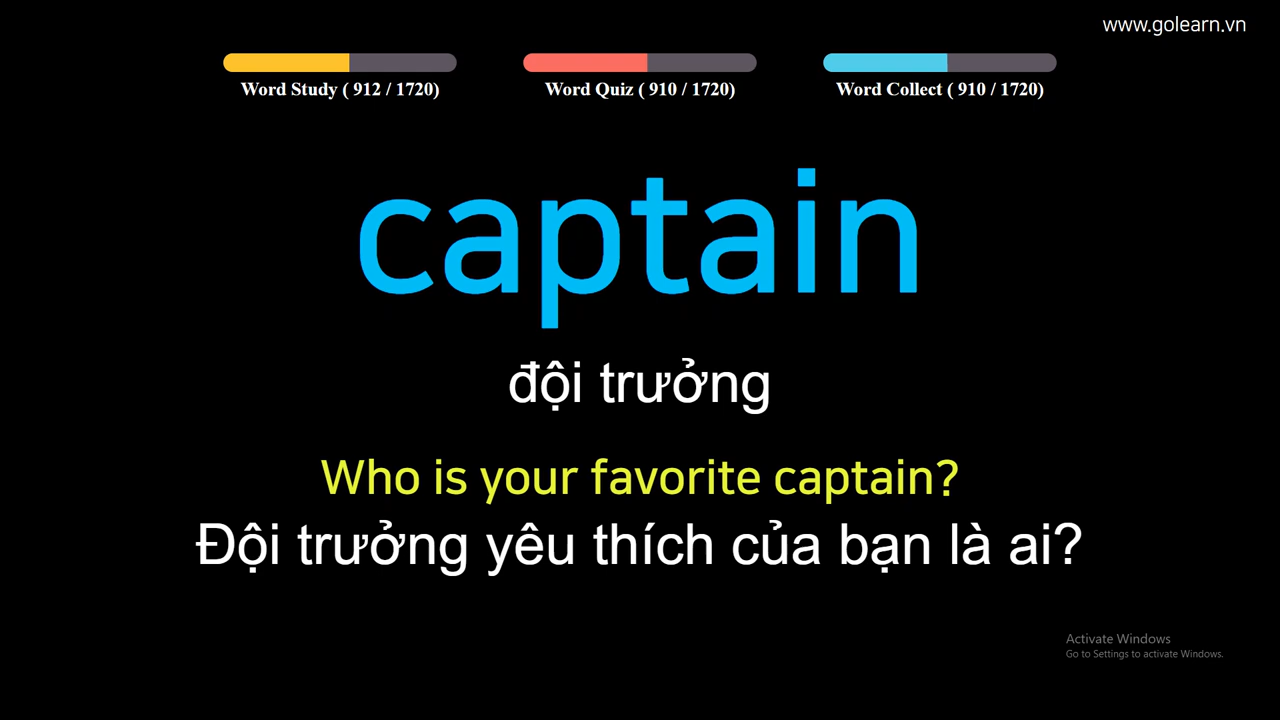 www.golearn.vn
Word Study ( 912 / 1720)
Word Quiz ( 910 / 1720)
Word Collect ( 910 / 1720)
captain
đội trưởng
Who is your favorite captain?
Đội trưởng yêu thích của bạn là ai?
Activate Windows
Go to Settings to activate Windows.